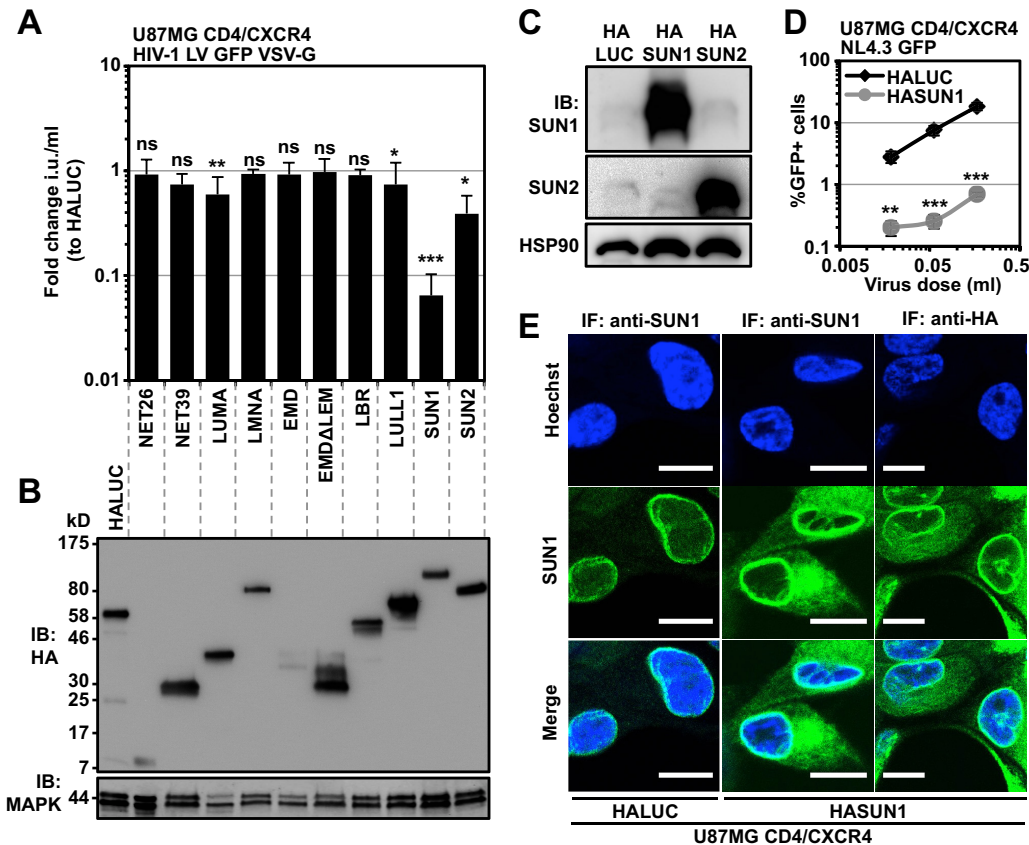 A
U87MG CD4/CXCR4
HIV-1 LV GFP VSV-G
Fold change i.u./ml
(to HALUC)
10
1
0.1
0.01
ns
ns
**
ns
ns
ns
ns
*
***
*
NET26
NET39
LUMA
LMNA
EMD
EMDΔLEM
LBR
LULL1
SUN1
SUN2
B
HALUC
kD
175
80
58
46
30
25
17
7
IB:
HA
IB:
MAPK
44
C
HA HA HA
LUC SUN1 SUN2
IB:
SUN1
SUN2
HSP90
D
U87MG CD4/CXCR4
NL4.3 GFP
%GFP+ cells
100
10
1
0.1
HALUC
HASUN1
**
***
***
0.005 0.05 0.5
Virus dose (ml)
E
IF: anti-SUN1 IF: anti-SUN1 IF: anti-HA
Hoechst
SUN1
Merge
HALUC HASUN1
U87MG CD4/CXCR4